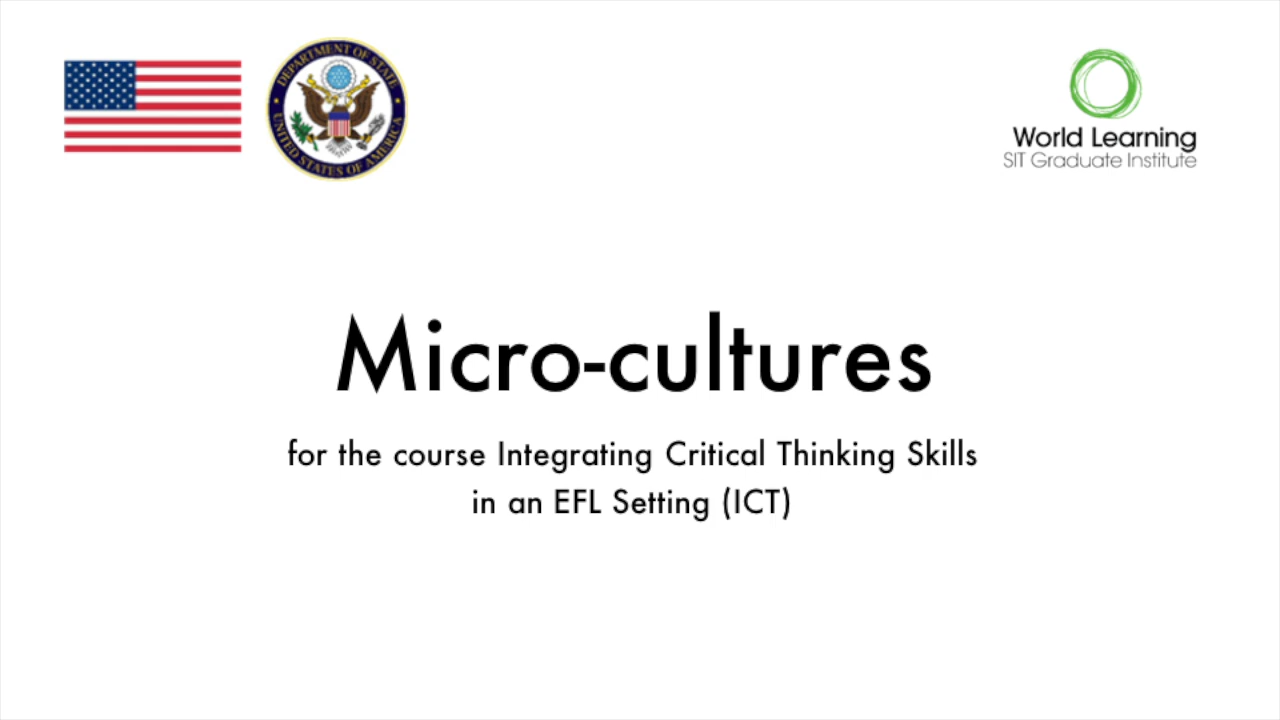 DEPARTMENT OF STATE
UNITED STATES OF AMERICA
World Learning
SIT Graduate Institute
Micro-cultures
for the course Integrating Critical Thinking Skills
in an EFL Setting (ICT)